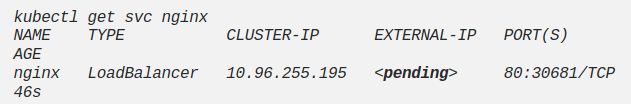 kubectl get svc nginx
NAME    TYPE           CLUSTER-IP      EXTERNAL-IP   PORT(S)
AGE
nginx   LoadBalancer   10.96.255.195   <pending>     80:30681/TCP
46s